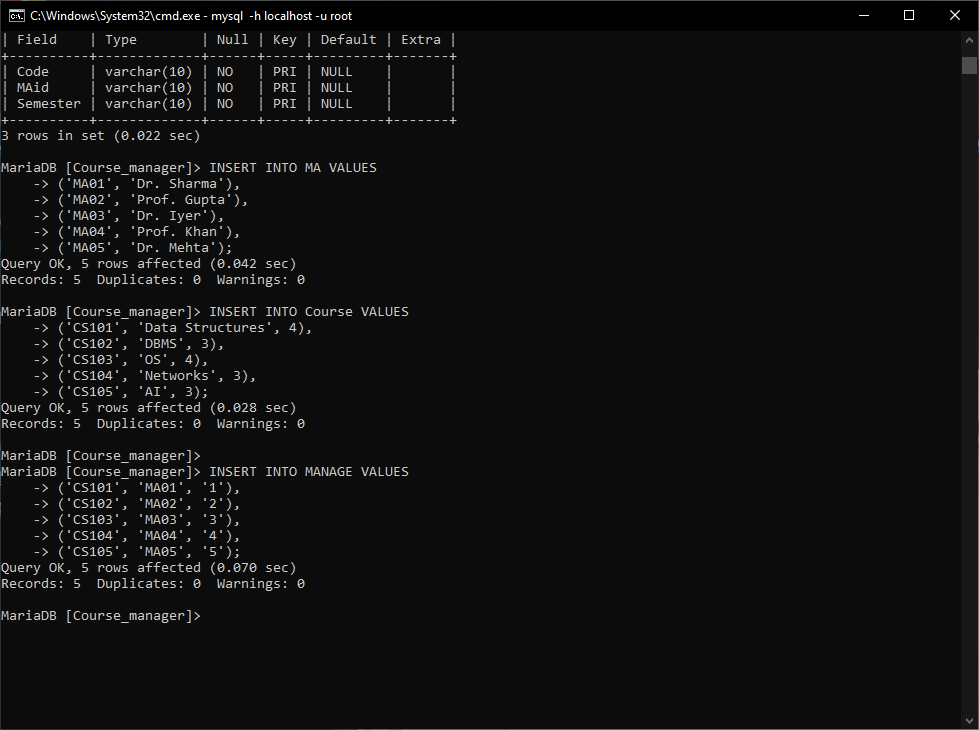 C:\Windows\System32\cmd.exe - mysql  -h localhost -u root
| Field    | Type        | Null | Key | Default | Extra |
+----------+-------------+------+-----+---------+-------+
| Code     | varchar(10) | NO   | PRI | NULL    |       |
| MAid     | varchar(10) | NO   | PRI | NULL    |       |
| Semester | varchar(10) | NO   | PRI | NULL    |       |
+----------+-------------+------+-----+---------+-------+
3 rows in set (0.022 sec)
MariaDB [Course_manager]> INSERT INTO MA VALUES
    -> ('MA01', 'Dr. Sharma'),
    -> ('MA02', 'Prof. Gupta'),
    -> ('MA03', 'Dr. Iyer'),
    -> ('MA04', 'Prof. Khan'),
    -> ('MA05', 'Dr. Mehta');
Query OK, 5 rows affected (0.042 sec)
Records: 5  Duplicates: 0  Warnings: 0
MariaDB [Course_manager]> INSERT INTO Course VALUES
    -> ('CS101', 'Data Structures', 4),
    -> ('CS102', 'DBMS', 3),
    -> ('CS103', 'OS', 4),
    -> ('CS104', 'Networks', 3),
    -> ('CS105', 'AI', 3);
Query OK, 5 rows affected (0.028 sec)
Records: 5  Duplicates: 0  Warnings: 0
MariaDB [Course_manager]>
MariaDB [Course_manager]> INSERT INTO MANAGE VALUES
    -> ('CS101', 'MA01', '1'),
    -> ('CS102', 'MA02', '2'),
    -> ('CS103', 'MA03', '3'),
    -> ('CS104', 'MA04', '4'),
    -> ('CS105', 'MA05', '5');
Query OK, 5 rows affected (0.070 sec)
Records: 5  Duplicates: 0  Warnings: 0
MariaDB [Course_manager]>